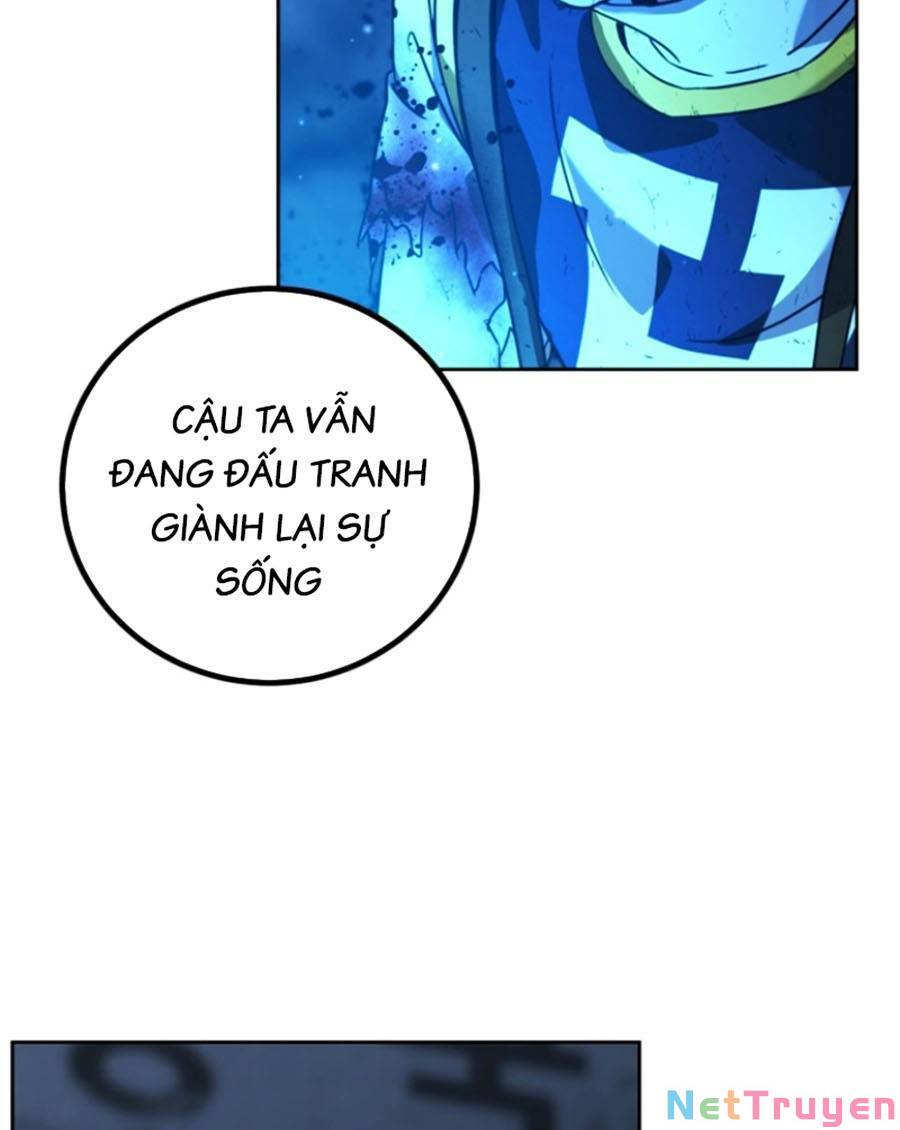 CẬU TA VẪN
ĐANG ĐẤU TRANH
GIÀNH LẠI SỰ
SỐNG
NetTruyen